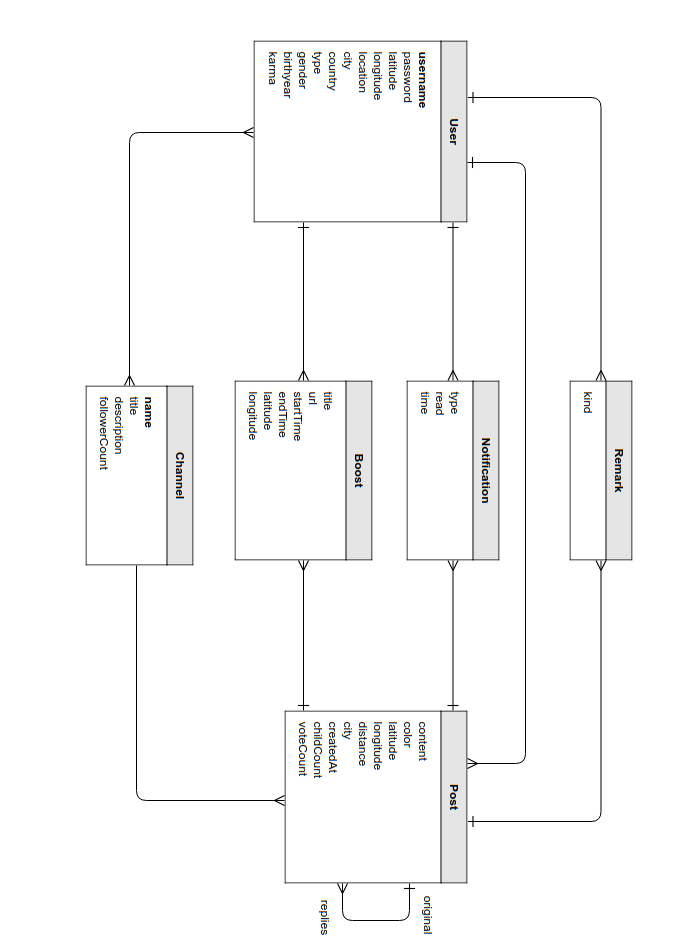 User
username
password
latitude
longitude
location
city
country
type
gender
birthyear
karma
Remark
kind
Notification
type
read
time
Boost
title
url
startTime
endTime
latitude
longitude
Channel
name
title
description
followerCount
Post
content
color
latitude
longitude
distance
city
createdAt
childCount
voteCount
original
replies